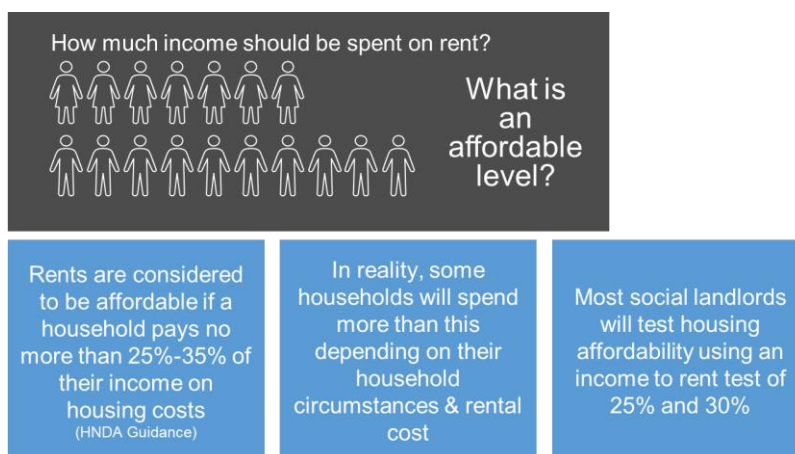 How much income should be spent on rent?
What is
an
affordable
level?
Rents are considered
to be affordable if a
household pays no
more than 25%-35% of
their income on
housing costs
(HNDA Guidance)
In reality, some
households will spend
more than this
depending on their
household
circumstances & rental
cost
Most social landlords
will test housing
affordability using an
income to rent test of
25% and 30%